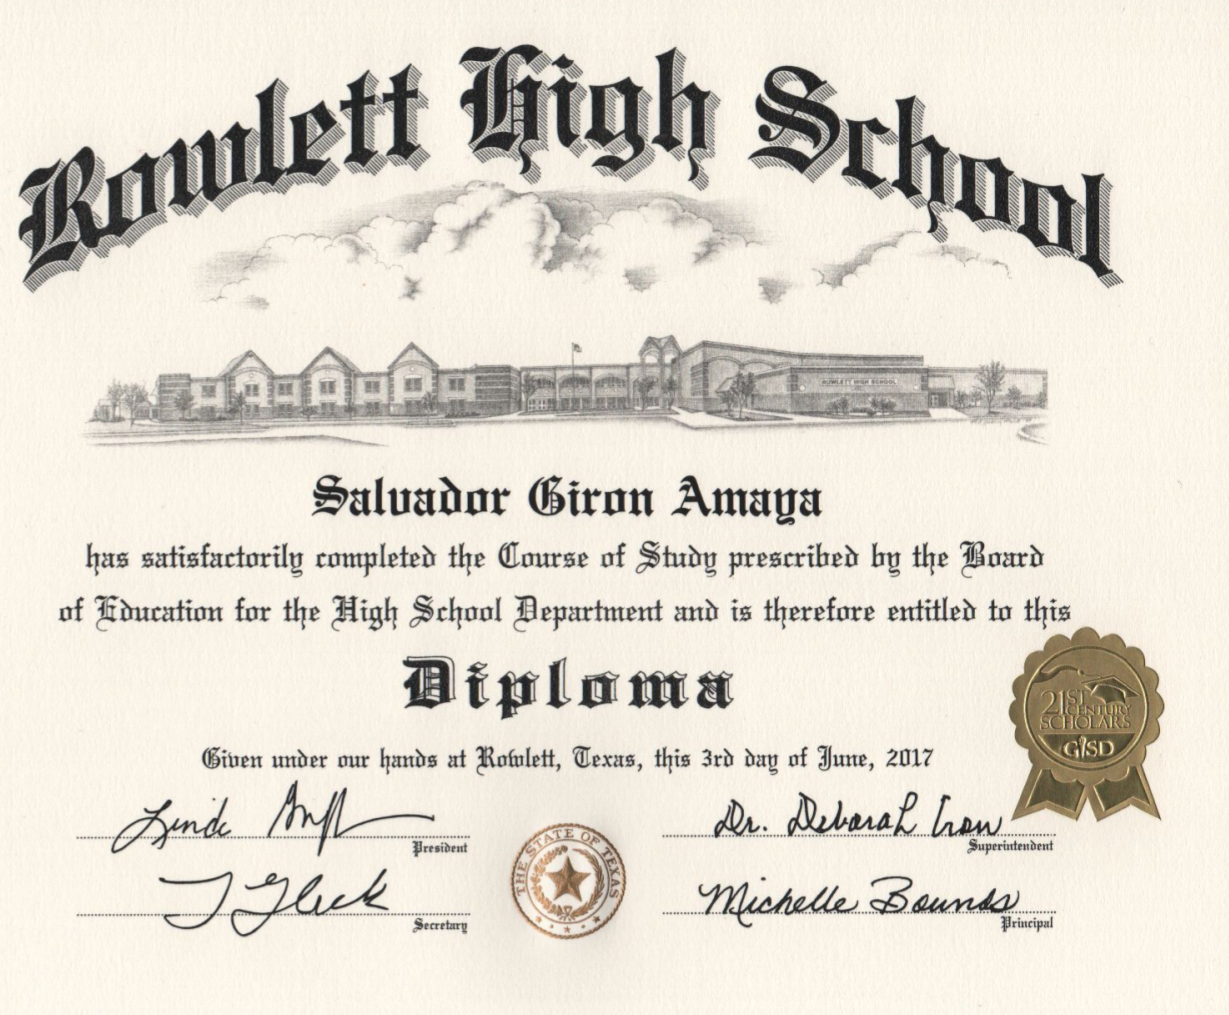 Rowlett High School
ROWLETT HIGH SCHOOL
Salvador Giron Amaya
has satisfactorily completed the Course of Study prescribed by the Board
of Education for the High School Department and is therefore entitled to this
Diploma
21ST
CENTURY
SCHOLARS
GISD
Given under our hands at Rowlett, Texas, this 3rd day of June, 2017
Linda
President
Dr. Deborah Cron
Superintendent
THE STATE OF TEXAS
Secretary
Michelle Bounds
Principal